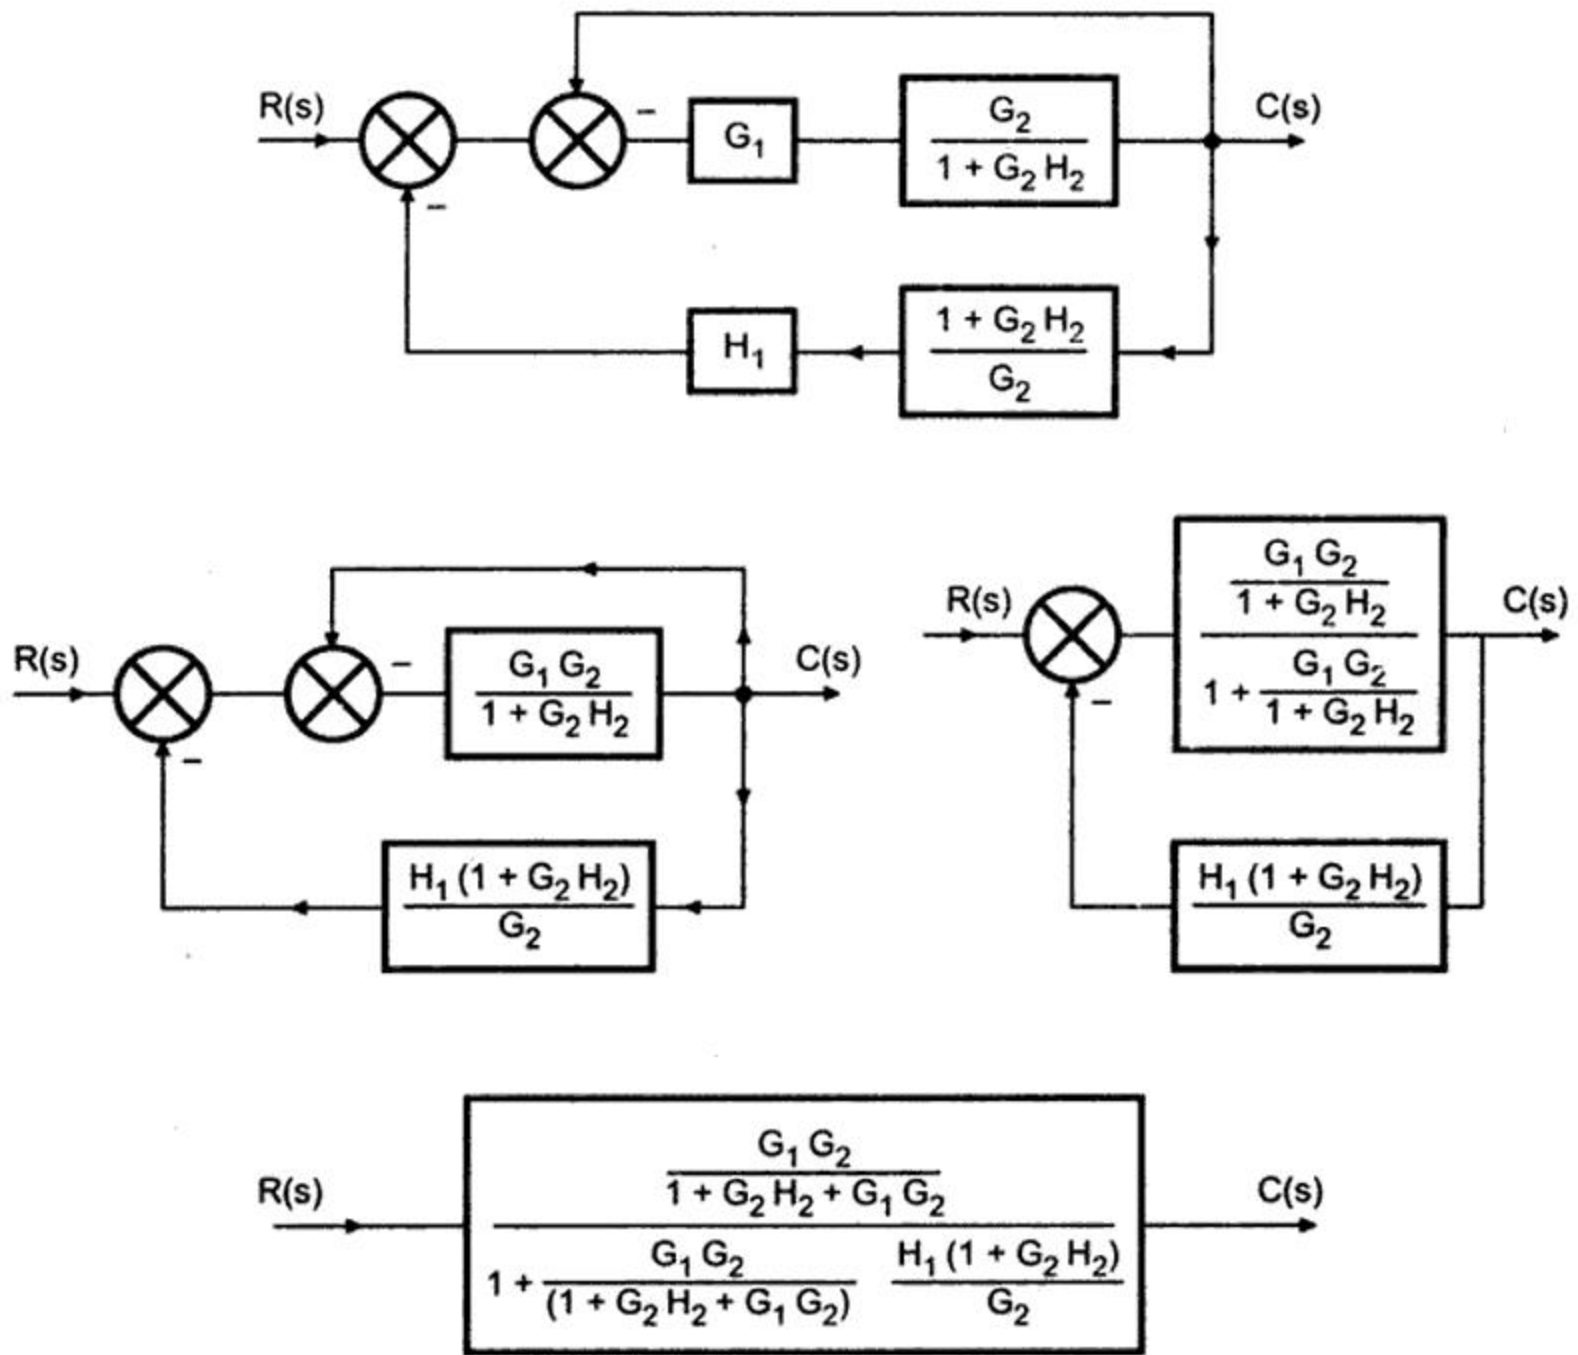 R(s) − G₁ G₂ C(s)
1 + G₂ H₂
−
H₁ 1 + G₂ H₂
G₂
R(s) − G₁ G₂ C(s)
1 + G₂ H₂
−
H₁ (1 + G₂ H₂)
G₂
R(s) G₁ G₂ C(s)
1 + G₂ H₂
1 + G₁ G₂
1 + G₂ H₂
−
H₁ (1 + G₂ H₂)
G₂
R(s) G₁ G₂ C(s)
1 + G₂ H₂ + G₁ G₂
1 + G₁ G₂ H₁ (1 + G₂ H₂)
(1 + G₂ H₂ + G₁ G₂) G₂